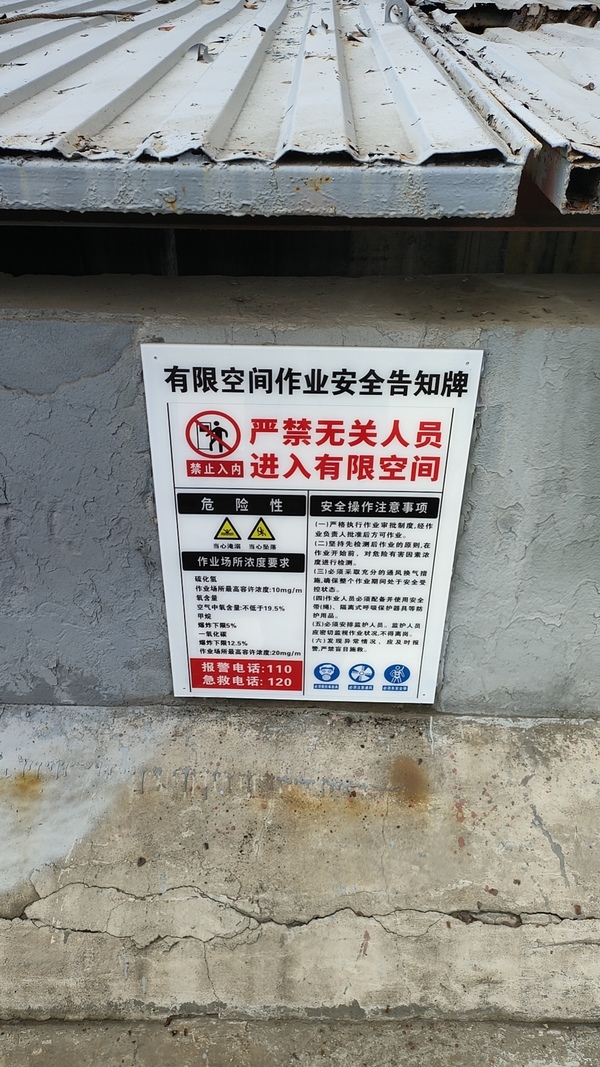 有限空间作业安全告知牌
禁止入内
严禁无关人员
进入有限空间
危 险 性
当心淹溺 当心坠落
作业场所浓度要求
硫化氢
作业场所最高容许浓度:10mg/m
氧含量
空气中氧含量:不低于19.5%
甲烷
爆炸下限5%
一氧化碳
爆炸下限12.5%
作业场所最高容许浓度:20mg/m
报警电话:110
急救电话:120
安全操作注意事项
(一)严格执行作业审批制度,经作
业负责人批准后方可作业。
(二)坚持先检测后作业的原则,在
作业开始前,对危险有害因素浓
度进行检测。
(三)必须采取充分的通风换气措
施,确保整个作业期间处于安全受
控状态。
(四)作业人员必须配备并使用安全
带(绳)、隔离式呼吸保护器具等防
护用品。
(五)必须安排监护人员。监护人员
应密切监视作业状况,不得离岗。
(六)发现异常情况,应及时报
警,严禁盲目施救。
必须注意通风
必须系安全带